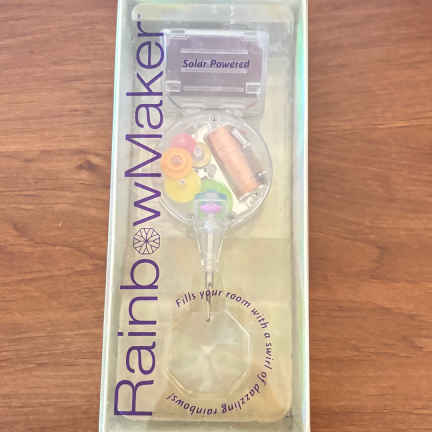 RainbowMaker
Solar Powered
Fills your room with a swirl of dazzling rainbows!